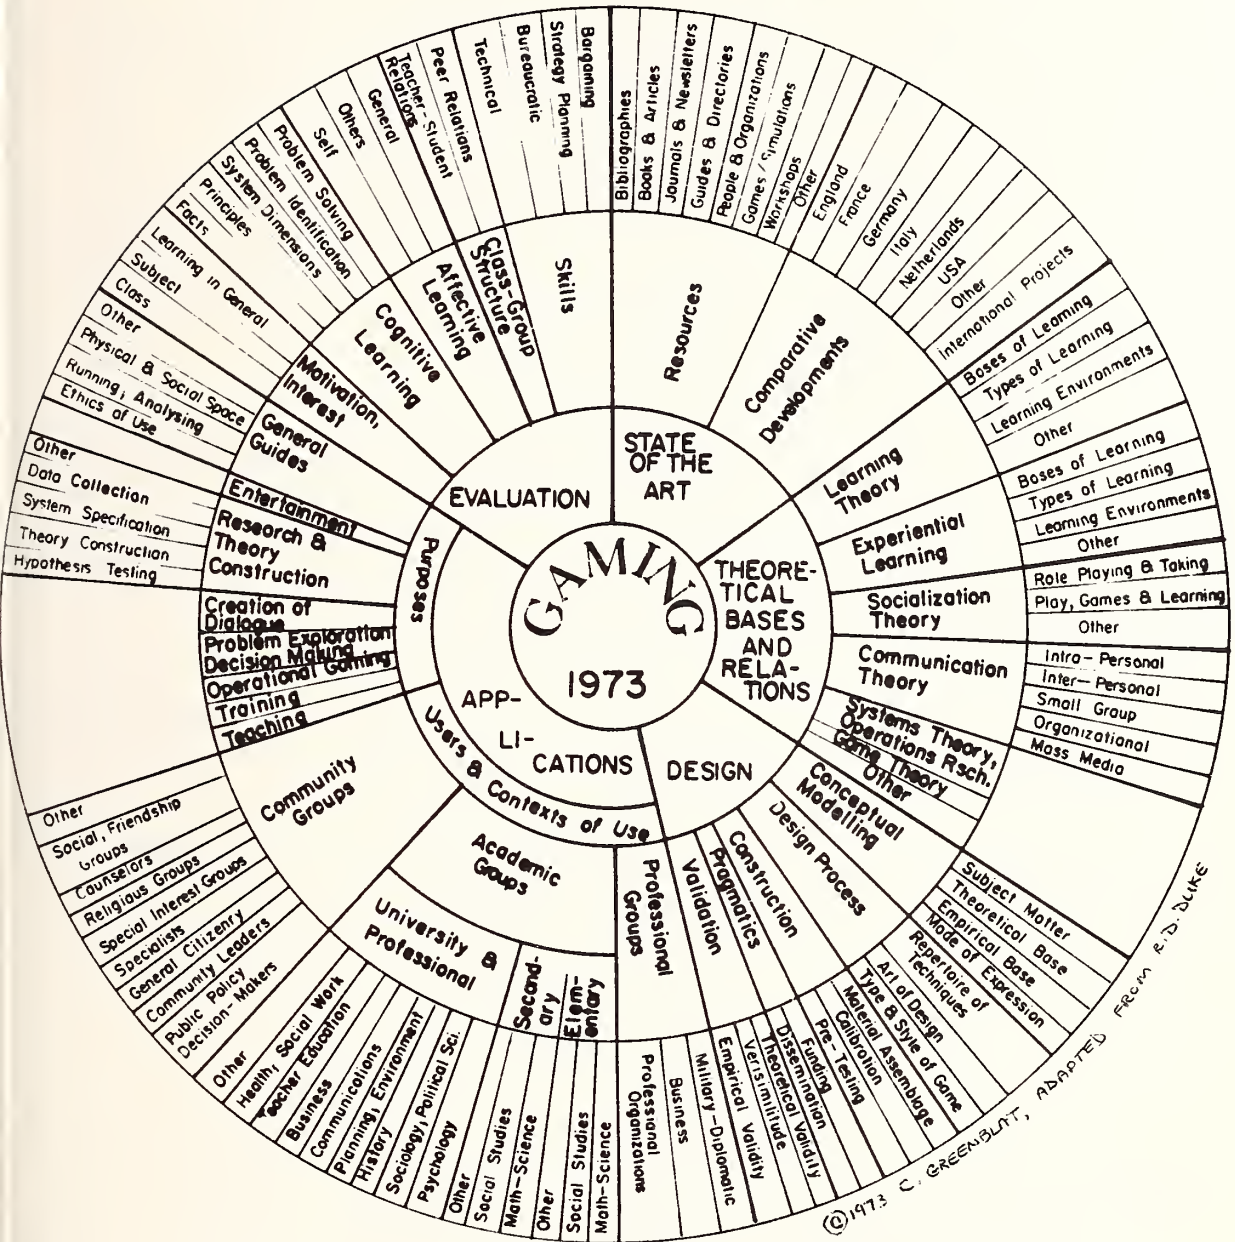 GAMING
1973
STATE
OF THE
ART
THEORE-
TICAL
BASES
AND
RELA-
TIONS
DESIGN
APP-
LI-
CATIONS
Purposes
Users & Contexts of Use
EVALUATION
Resources
Bibliographies
Books & Articles
Journals & Newsletters
Guides & Directories
People & Organizations
Games / Simulations
Workshops
Other
Comparative
Developments
England
France
Germany
Italy
Netherlands
USA
Other
International Projects
Learning
Theory
Boses of Learning
Types of Learning
Learning Environments
Other
Experiential
Learning
Boses of Learning
Types of Learning
Learning Environments
Other
Socialization
Theory
Role Playing & Taking
Play, Games & Learning
Other
Communication
Theory
Intra-Personal
Inter-Personal
Small Group
Organizational
Mass Media
Systems Theory,
Operations Rsch.
Game Theory
Other
Conceptual
Modelling
Subject Matter
Theoretical Base
Empirical Base
Mode of Expression
Design Process
Repertoire of
Techniques
Art of Design
Type & Style of Game
Construction
Material Assemblage
Calibration
Pre-Testing
Pragmatics
Funding
Dissemination
Validation
Theoretical Validity
Verisimilitude
Empirical Validity
Professional
Groups
Military-Diplomatic
Business
Professional
Organizations
Academic
Groups
Elem-
entary
Math-Science
Social Studies
Other
Second-
ary
Math-Science
Social Studies
Other
University &
Professional
Psychology
Sociology, Political Sci.
History
Planning, Environment
Communications
Business
Teacher Education
Health, Social Work
Other
Community
Groups
Public Policy
Decision-Makers
Community Leaders
General Citizenry
Specialists
Special Interest Groups
Religious Groups
Counselors
Social, Friendship
Groups
Other
Teaching
Training
Operational Gaming
Problem Exploration
Decision Making
Creation of
Dialogue
Research &
Theory
Construction
Hypothesis Testing
Theory Construction
System Specification
Data Collection
Other
Entertainment
General
Guides
Ethics of Use
Running, Analysing
Physical & Social Space
Other
Motivation,
Interest
Class
Subject
Learning in General
Cognitive
Learning
Facts
Principles
System Dimensions
Problem Identification
Problem Solving
Affective
Learning
Self
Others
General
Class-Group
Structure
Teacher-Student
Relations
Peer Relations
Skills
Technical
Bureaucratic
Strategy Planning
Bargaining
©1973 C. GREENBLAT, ADAPTED FROM R.D. DUKE